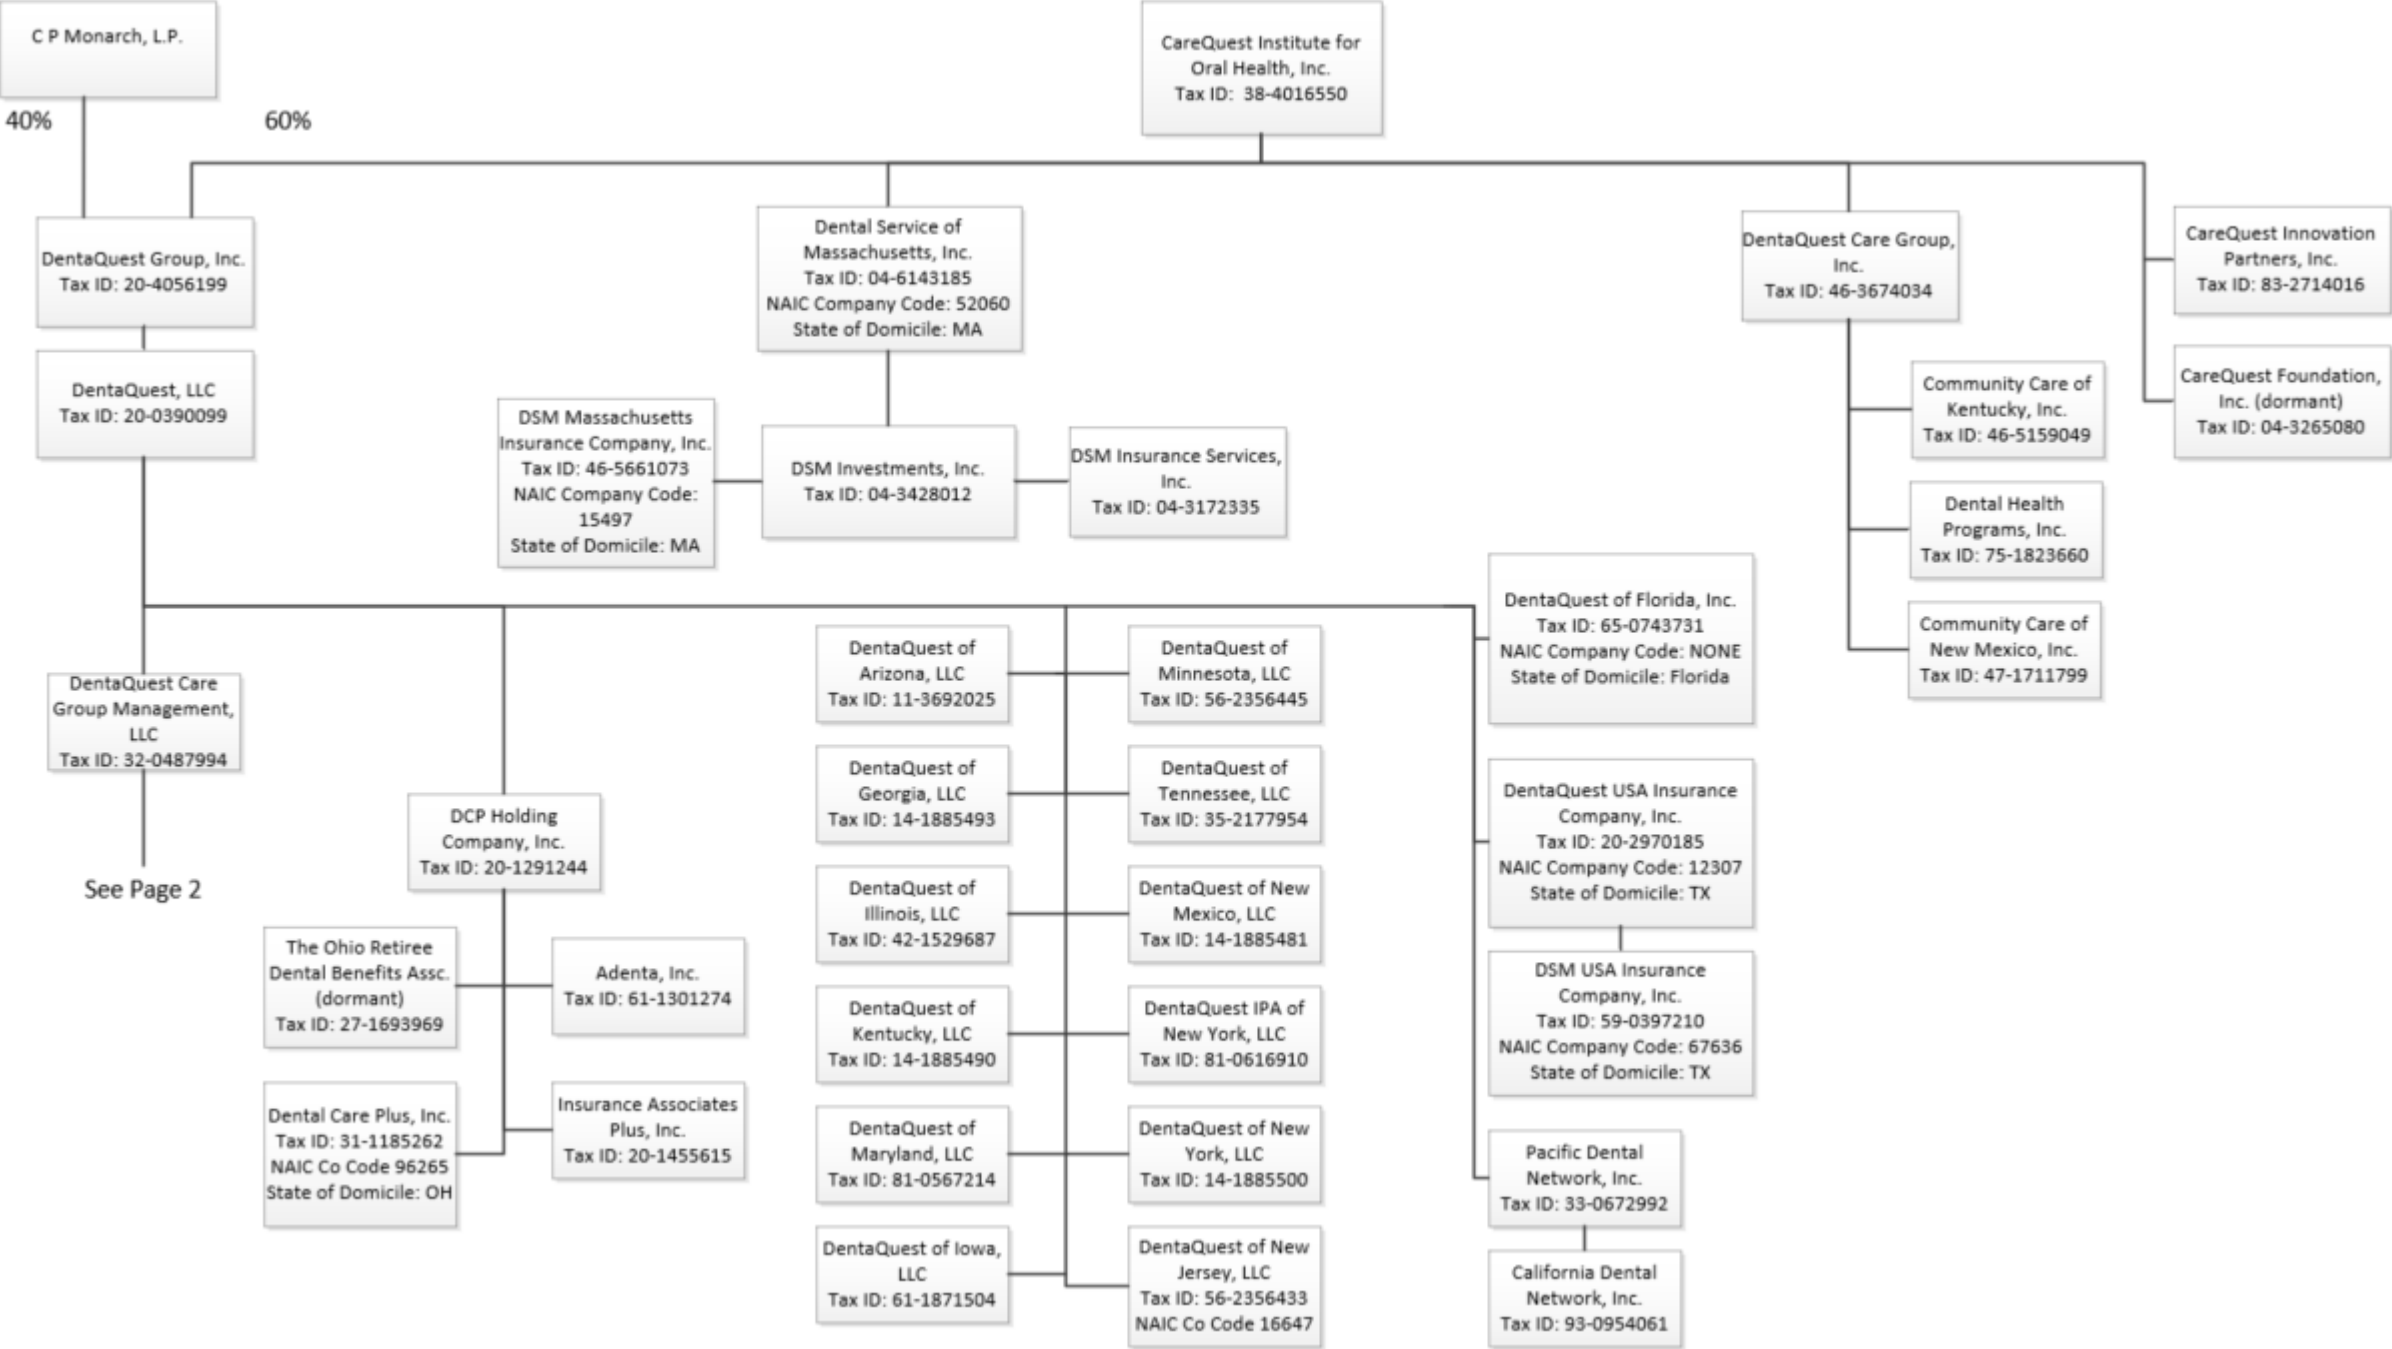 C P Monarch, L.P.
CareQuest Institute for
Oral Health, Inc.
Tax ID:  38-4016550
40%
60%
DentaQuest Group, Inc.
Tax ID: 20-4056199
DentaQuest, LLC
Tax ID: 20-0390099
Dental Service of
Massachusetts, Inc.
Tax ID: 04-6143185
NAIC Company Code: 52060
State of Domicile: MA
DSM Massachusetts
Insurance Company, Inc.
Tax ID: 46-5661073
NAIC Company Code:
15497
State of Domicile: MA
DSM Investments, Inc.
Tax ID: 04-3428012
DSM Insurance Services,
Inc.
Tax ID: 04-3172335
DentaQuest Care Group,
Inc.
Tax ID: 46-3674034
Community Care of
Kentucky, Inc.
Tax ID: 46-5159049
Dental Health
Programs, Inc.
Tax ID: 75-1823660
Community Care of
New Mexico, Inc.
Tax ID: 47-1711799
CareQuest Innovation
Partners, Inc.
Tax ID: 83-2714016
CareQuest Foundation,
Inc. (dormant)
Tax ID: 04-3265080
DentaQuest Care
Group Management,
LLC
Tax ID: 32-0487994
See Page 2
DCP Holding
Company, Inc.
Tax ID: 20-1291244
The Ohio Retiree
Dental Benefits Assc.
(dormant)
Tax ID: 27-1693969
Adenta, Inc.
Tax ID: 61-1301274
Dental Care Plus, Inc.
Tax ID: 31-1185262
NAIC Co Code 96265
State of Domicile: OH
Insurance Associates
Plus, Inc.
Tax ID: 20-1455615
DentaQuest of
Arizona, LLC
Tax ID: 11-3692025
DentaQuest of
Minnesota, LLC
Tax ID: 56-2356445
DentaQuest of
Georgia, LLC
Tax ID: 14-1885493
DentaQuest of
Tennessee, LLC
Tax ID: 35-2177954
DentaQuest of
Illinois, LLC
Tax ID: 42-1529687
DentaQuest of New
Mexico, LLC
Tax ID: 14-1885481
DentaQuest of
Kentucky, LLC
Tax ID: 14-1885490
DentaQuest IPA of
New York, LLC
Tax ID: 81-0616910
DentaQuest of
Maryland, LLC
Tax ID: 81-0567214
DentaQuest of New
York, LLC
Tax ID: 14-1885500
DentaQuest of Iowa,
LLC
Tax ID: 61-1871504
DentaQuest of New
Jersey, LLC
Tax ID: 56-2356433
NAIC Co Code 16647
DentaQuest of Florida, Inc.
Tax ID: 65-0743731
NAIC Company Code: NONE
State of Domicile: Florida
DentaQuest USA Insurance
Company, Inc.
Tax ID: 20-2970185
NAIC Company Code: 12307
State of Domicile: TX
DSM USA Insurance
Company, Inc.
Tax ID: 59-0397210
NAIC Company Code: 67636
State of Domicile: TX
Pacific Dental
Network, Inc.
Tax ID: 33-0672992
California Dental
Network, Inc.
Tax ID: 93-0954061